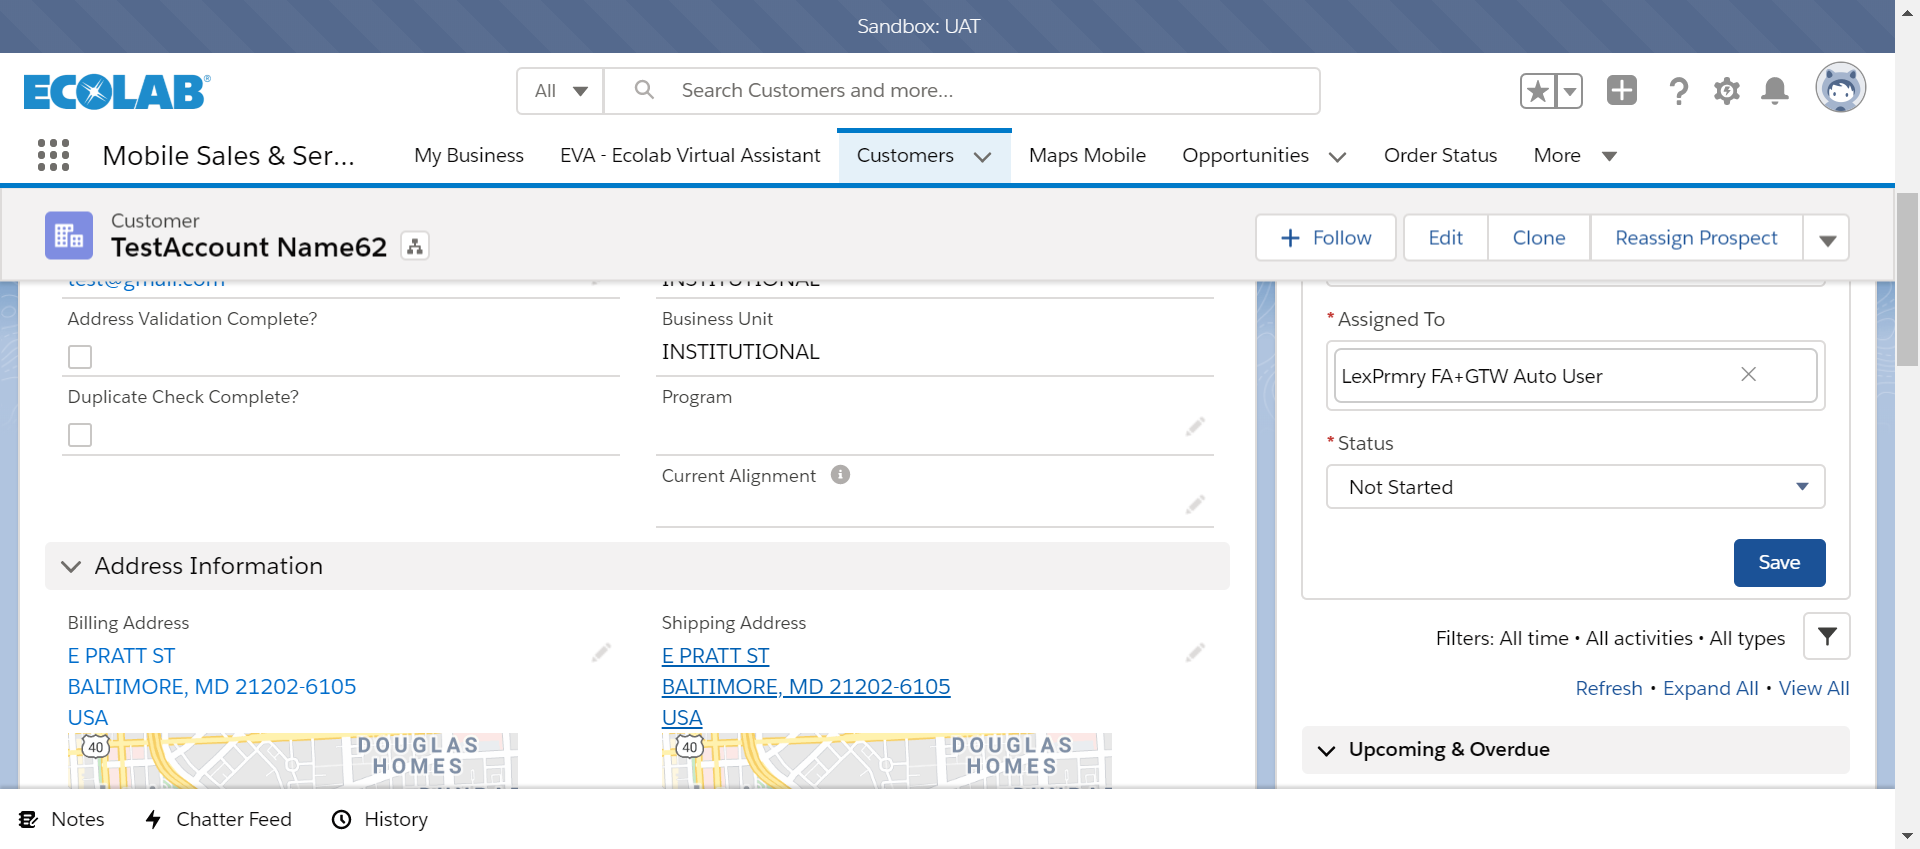 Sandbox: UAT
ECOLAB®
All
Search Customers and more...
Mobile Sales & Ser...
My Business
EVA - Ecolab Virtual Assistant
Customers
Maps Mobile
Opportunities
Order Status
More
Customer
TestAccount Name62
Follow
Edit
Clone
Reassign Prospect
test@gmail.com
INSTITUTIONAL
Address Validation Complete?
Business Unit
INSTITUTIONAL
Duplicate Check Complete?
Program
Current Alignment
*Assigned To
LexPrmry FA+GTW Auto User
*Status
Not Started
Save
Address Information
Billing Address
E PRATT ST
BALTIMORE, MD 21202-6105
USA
40
DOUGLAS
HOMES
Shipping Address
E PRATT ST
BALTIMORE, MD 21202-6105
USA
40
DOUGLAS
HOMES
Filters: All time • All activities • All types
Refresh • Expand All • View All
Upcoming & Overdue
Notes
Chatter Feed
History